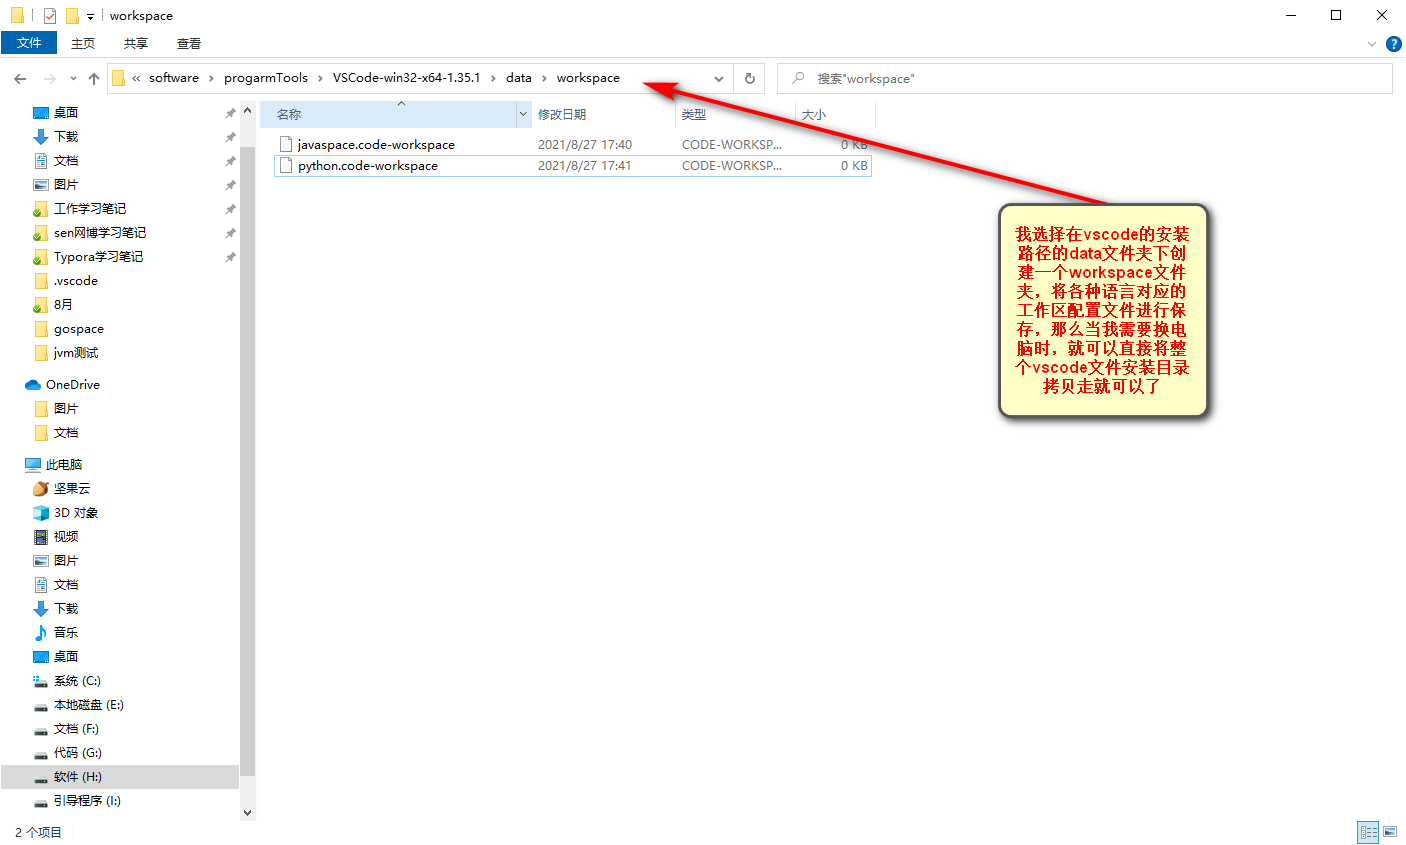 workspace
文件 主页 共享 查看
« software › progarmTools › VSCode-win32-x64-1.35.1 › data › workspace
搜索"workspace"
桌面
下载
文档
图片
工作学习笔记
sen网博学习笔记
Typora学习笔记
.vscode
8月
gospace
jvm测试
OneDrive
图片
文档
此电脑
坚果云
3D 对象
视频
图片
文档
下载
音乐
桌面
系统 (C:)
本地磁盘 (E:)
文档 (F:)
代码 (G:)
软件 (H:)
引导程序 (I:)
名称 修改日期 类型 大小
javaspace.code-workspace 2021/8/27 17:40 CODE-WORKSP... 0 KB
python.code-workspace 2021/8/27 17:41 CODE-WORKSP... 0 KB
我选择在vscode的安装
路径的data文件夹下创
建一个workspace文件
夹，将各种语言对应的
工作区配置文件进行保
存，那么当我需要换电
脑时，就可以直接将整
个vscode文件安装目录
拷贝走就可以了
2 个项目